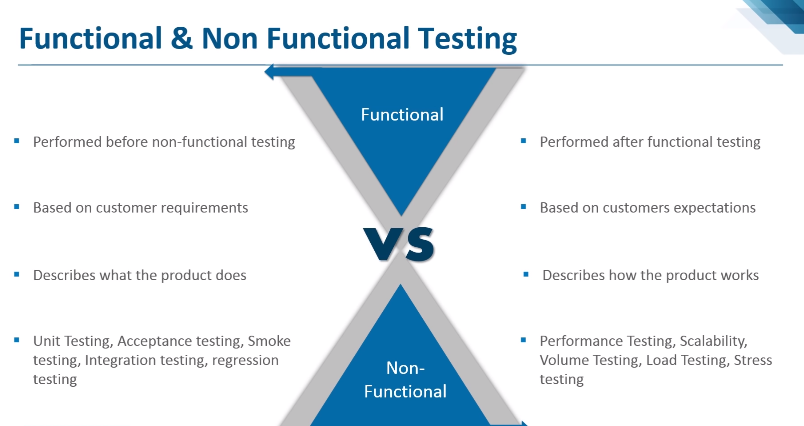 Functional & Non Functional Testing
Functional
Performed before non-functional testing
Based on customer requirements
Describes what the product does
Unit Testing, Acceptance testing, Smoke
testing, Integration testing, regression
testing
vs
Performed after functional testing
Based on customers expectations
Describes how the product works
Performance Testing, Scalability,
Volume Testing, Load Testing, Stress
testing
Non-
Functional